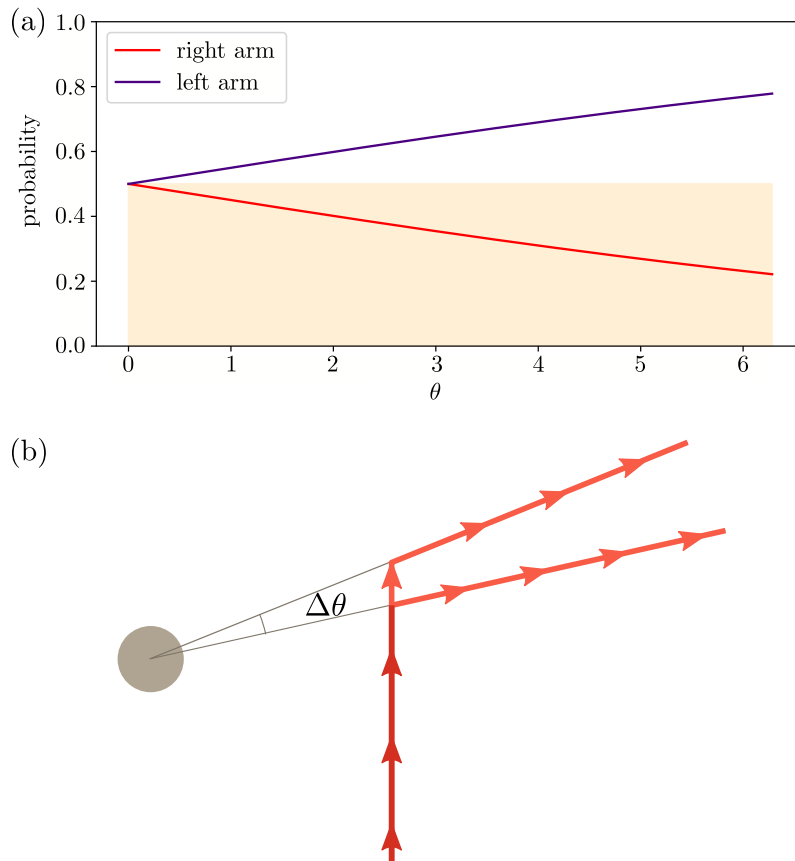 (a)
1.0
0.8
0.6
0.4
0.2
0.0
probability
right arm
left arm
0 1 2 3 4 5 6
θ
(b)
Δθ